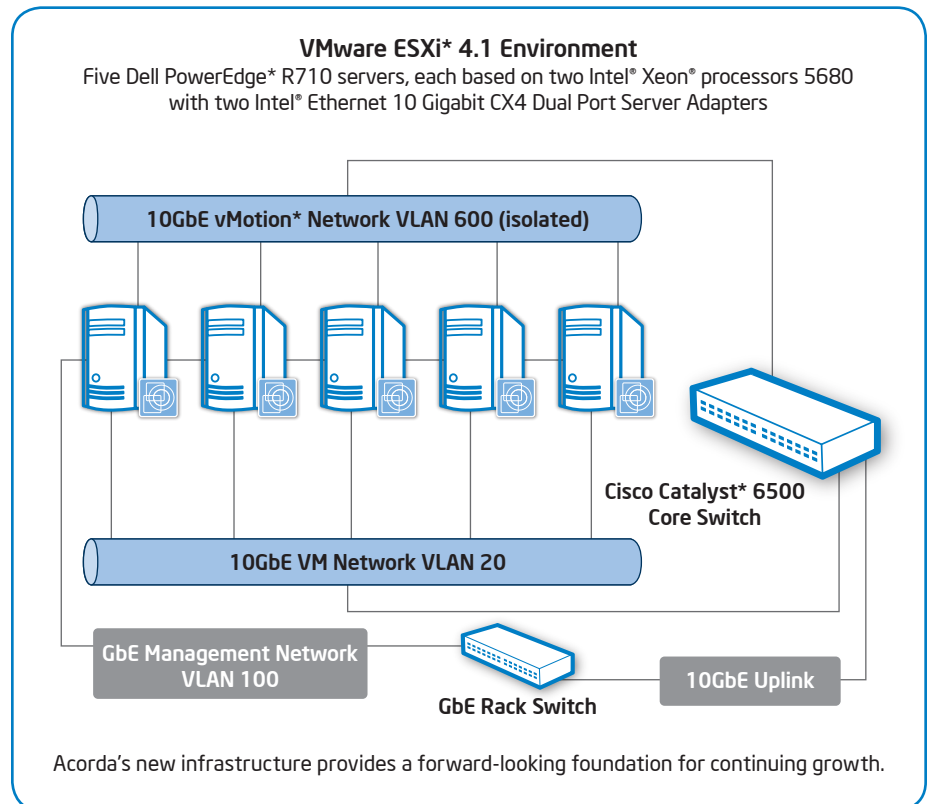 VMware ESXi* 4.1 Environment
Five Dell PowerEdge* R710 servers, each based on two Intel® Xeon® processors 5680
with two Intel® Ethernet 10 Gigabit CX4 Dual Port Server Adapters
10GbE vMotion* Network VLAN 600 (isolated)
Cisco Catalyst* 6500
Core Switch
10GbE VM Network VLAN 20
GbE Management Network
VLAN 100
GbE Rack Switch
10GbE Uplink
Acorda's new infrastructure provides a forward-looking foundation for continuing growth.